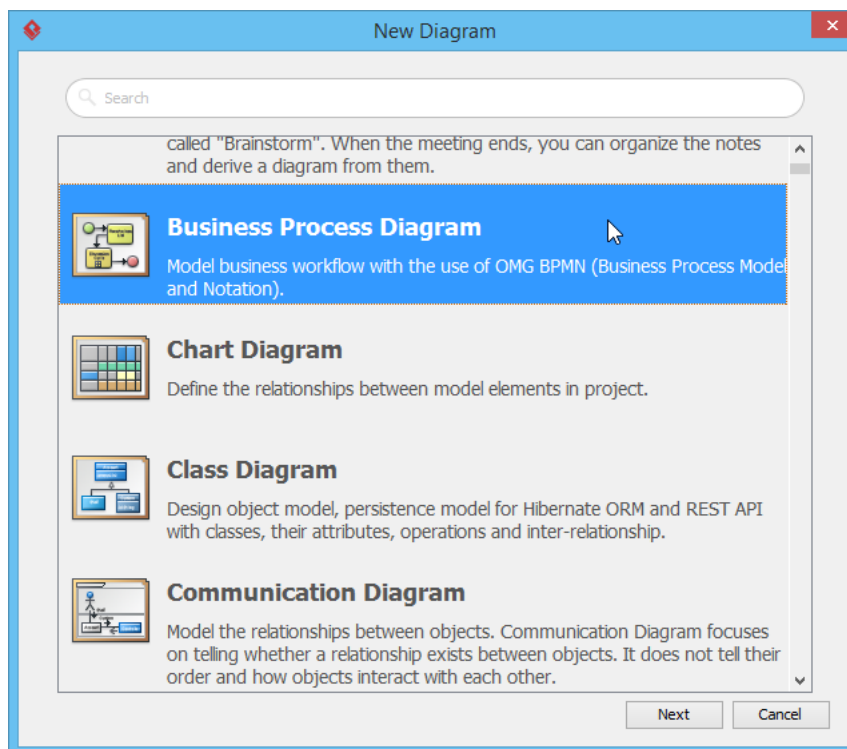 New Diagram
Search
called "Brainstorm". When the meeting ends, you can organize the notes
and derive a diagram from them.
Business Process Diagram
Model business workflow with the use of OMG BPMN (Business Process Model
and Notation).
Chart Diagram
Define the relationships between model elements in project.
Class Diagram
Design object model, persistence model for Hibernate ORM and REST API
with classes, their attributes, operations and inter-relationship.
Communication Diagram
Model the relationships between objects. Communication Diagram focuses
on telling whether a relationship exists between objects. It does not tell their
order and how objects interact with each other.
Next
Cancel